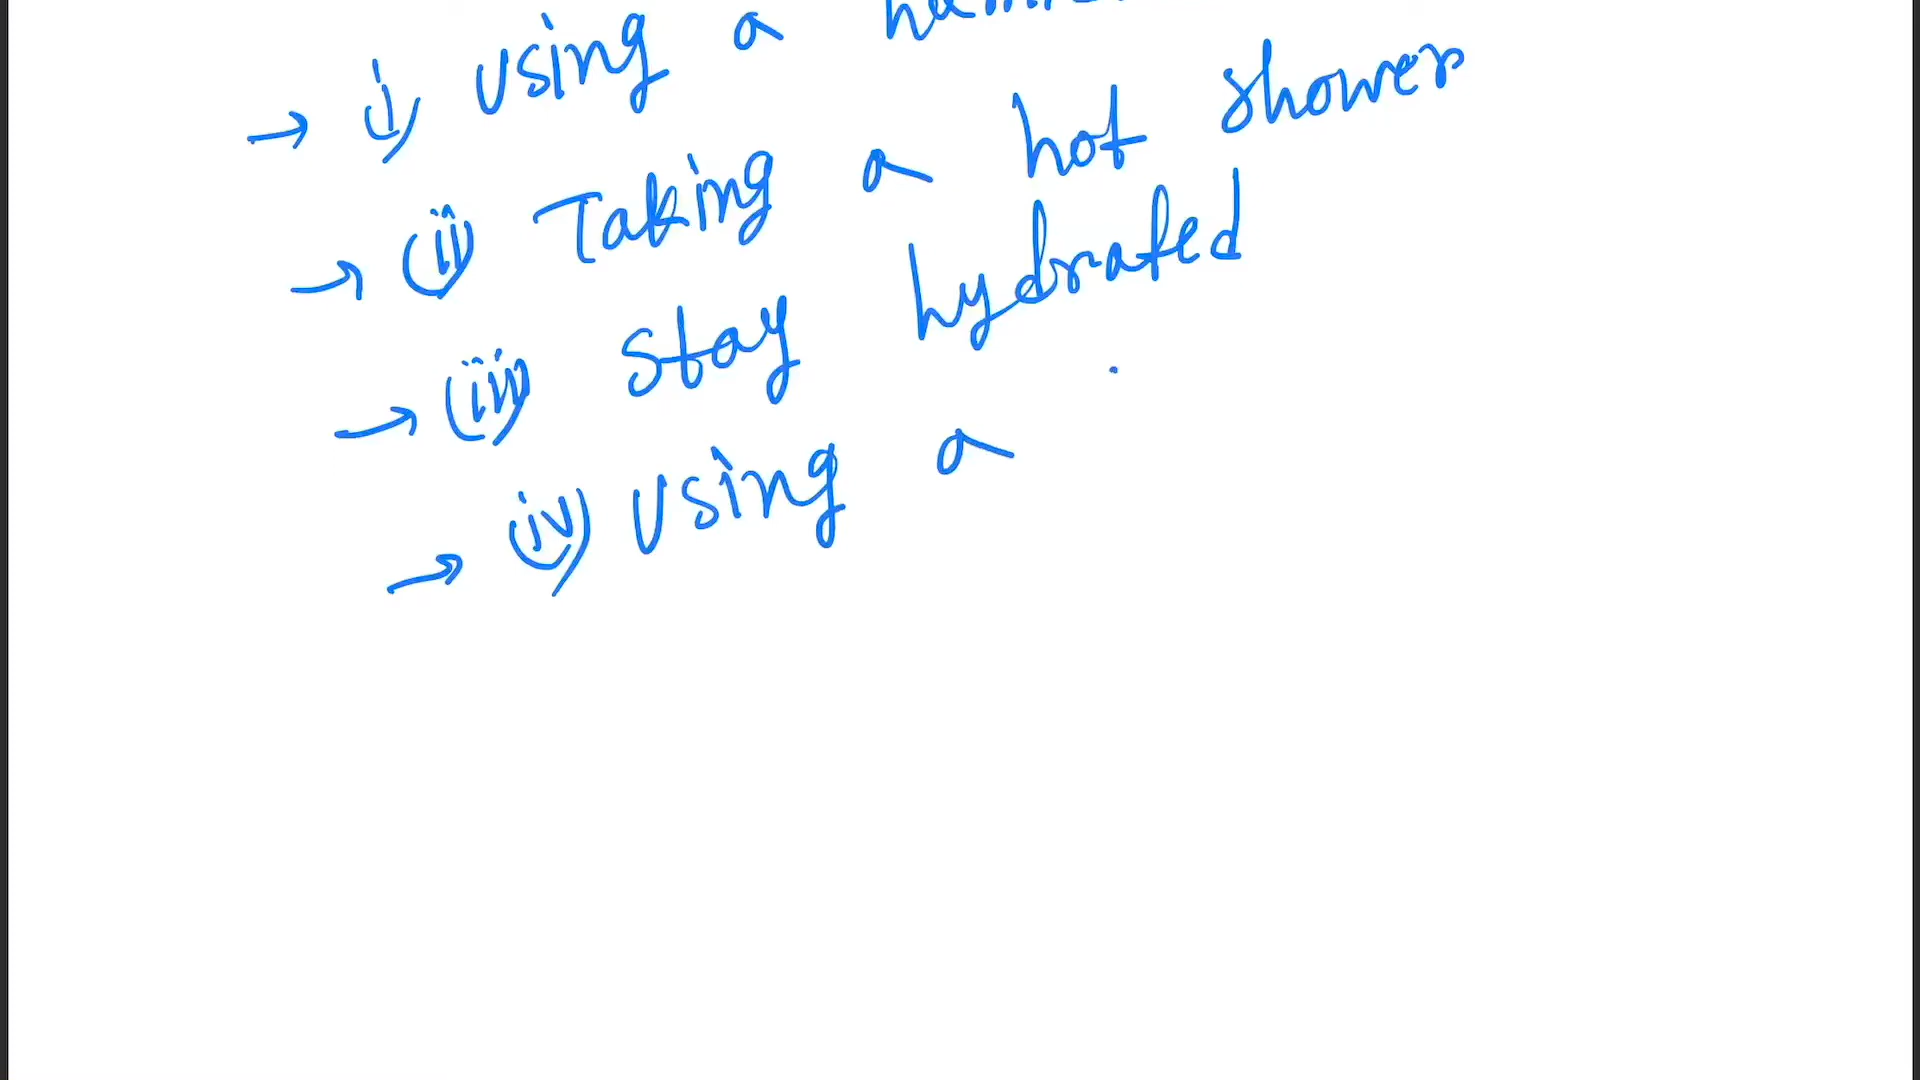 → (i) Using a
→ (ii) Taking a hot shower
→ (iii) Stay hydrated
→ (iv) Using a